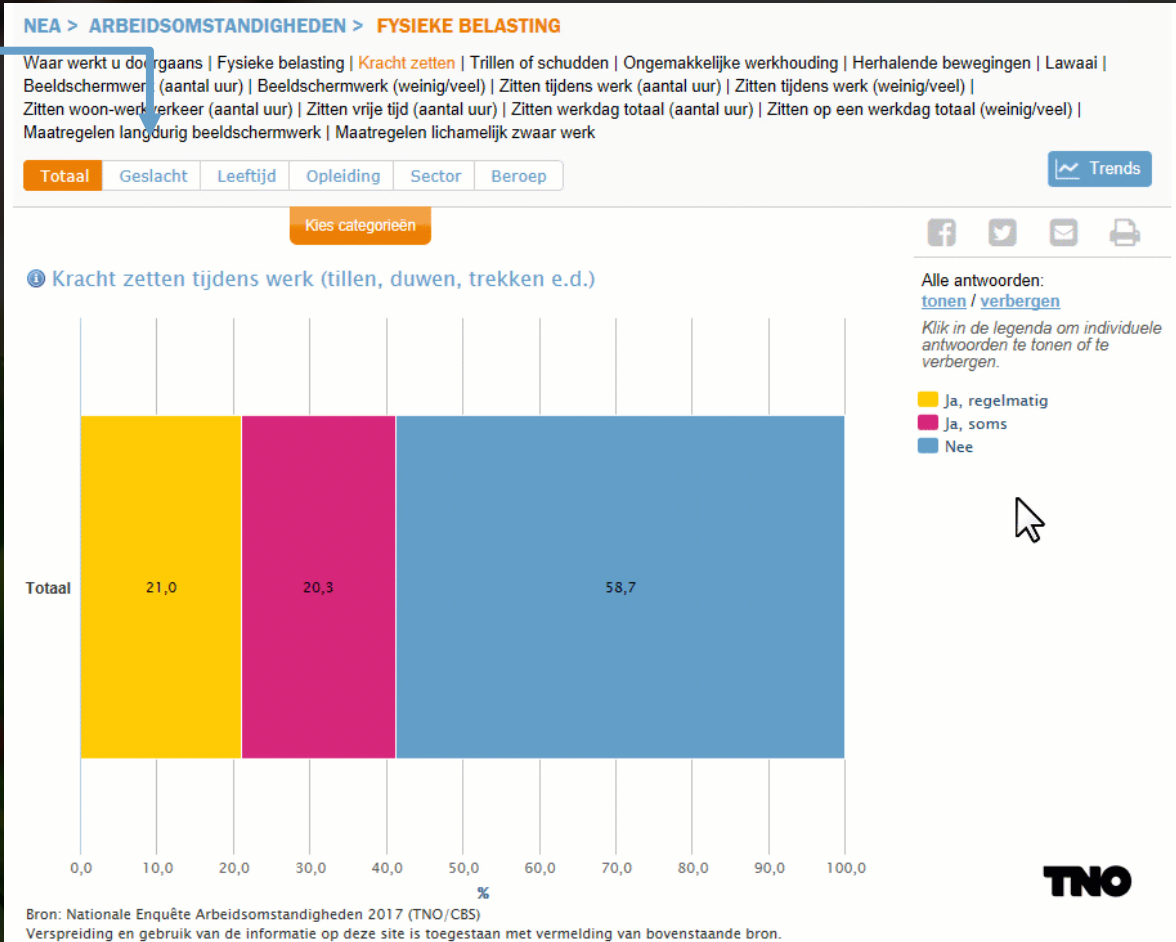 NEA > ARBEIDSOMSTANDIGHEDEN > FYSIEKE BELASTING
Waar werkt u doorgaans | Fysieke belasting | Kracht zetten | Trillen of schudden | Ongemakkelijke werkhouding | Herhalende bewegingen | Lawaai |
Beeldschermwerk (aantal uur) | Beeldschermwerk (weinig/veel) | Zitten tijdens werk (aantal uur) | Zitten tijdens werk (weinig/veel) |
Zitten woon-werkverkeer (aantal uur) | Zitten vrije tijd (aantal uur) | Zitten werkdag totaal (aantal uur) | Zitten op een werkdag totaal (weinig/veel) |
Maatregelen langdurig beeldschermwerk | Maatregelen lichamelijk zwaar werk
Totaal Geslacht Leeftijd Opleiding Sector Beroep
Trends
Kies categorieën
Kracht zetten tijdens werk (tillen, duwen, trekken e.d.)
Alle antwoorden:
tonen / verbergen
Klik in de legenda om individuele
antwoorden te tonen of te
verbergen.
Ja, regelmatig
Ja, soms
Nee
Totaal 21,0 20,3 58,7
0,0 10,0 20,0 30,0 40,0 50,0 60,0 70,0 80,0 90,0 100,0
%
TNO
Bron: Nationale Enquête Arbeidsomstandigheden 2017 (TNO/CBS)
Verspreiding en gebruik van de informatie op deze site is toegestaan met vermelding van bovenstaande bron.